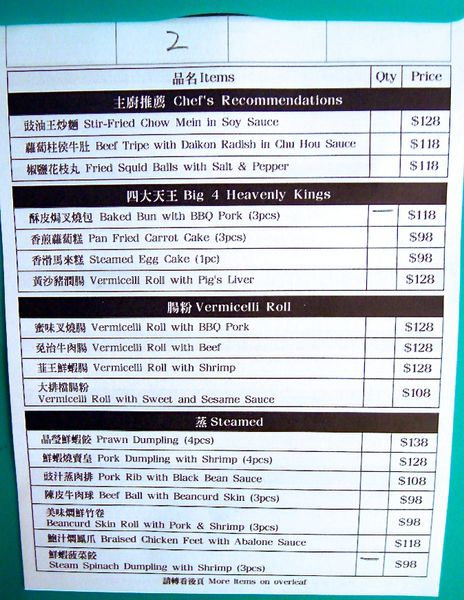 2
品名Items Qty Price
主厨推薦 Chef's Recommendations
豉油王炒麵 Stir-Fried Chow Mein in Soy Sauce $128
蘿蔔柱侯牛肚 Beef Tripe with Daikon Radish in Chu Hou Sauce $118
椒鹽花枝丸 Fried Squid Balls with Salt & Pepper $118
四大天王 Big 4 Heavenly Kings
酥皮焗叉燒包 Baked Bun with BBQ Pork (3pcs) $118
香煎蘿蔔糕 Pan Fried Carrot Cake (3pcs) $98
香滑馬來糕 Steamed Egg Cake (1pc) $98
黃沙豬潤腸 Vermicelli Roll with Pig's Liver $128
腸粉 Vermicelli Roll
蜜味叉燒腸 Vermicelli Roll with BBQ Pork $128
免治牛肉腸 Vermicelli Roll with Beef $128
韮王鮮蝦腸 Vermicelli Roll with Shrimp $128
大排檔腸粉
Vermicelli Roll with Sweet and Sesame Sauce $108
蒸 Steamed
晶瑩鮮蝦餃 Prawn Dumpling (4pcs) $138
鮮蝦燒賣皇 Pork Dumpling with Shrimp (4pcs) $128
豉汁蒸肉排 Pork Rib with Black Bean Sauce $108
陳皮牛肉球 Beef Ball with Beancurd Skin (3pcs) $98
美味燜鮮竹卷
Beancurd Skin Roll with Pork & Shrimp (3pcs) $98
鮑汁燜鳳爪 Braised Chicken Feet with Abalone Sauce $118
鮮蝦菠菜餃
Steam Spinach Dumpling with Shrimp (3pcs) $98
請轉看後頁 More Items on overleaf